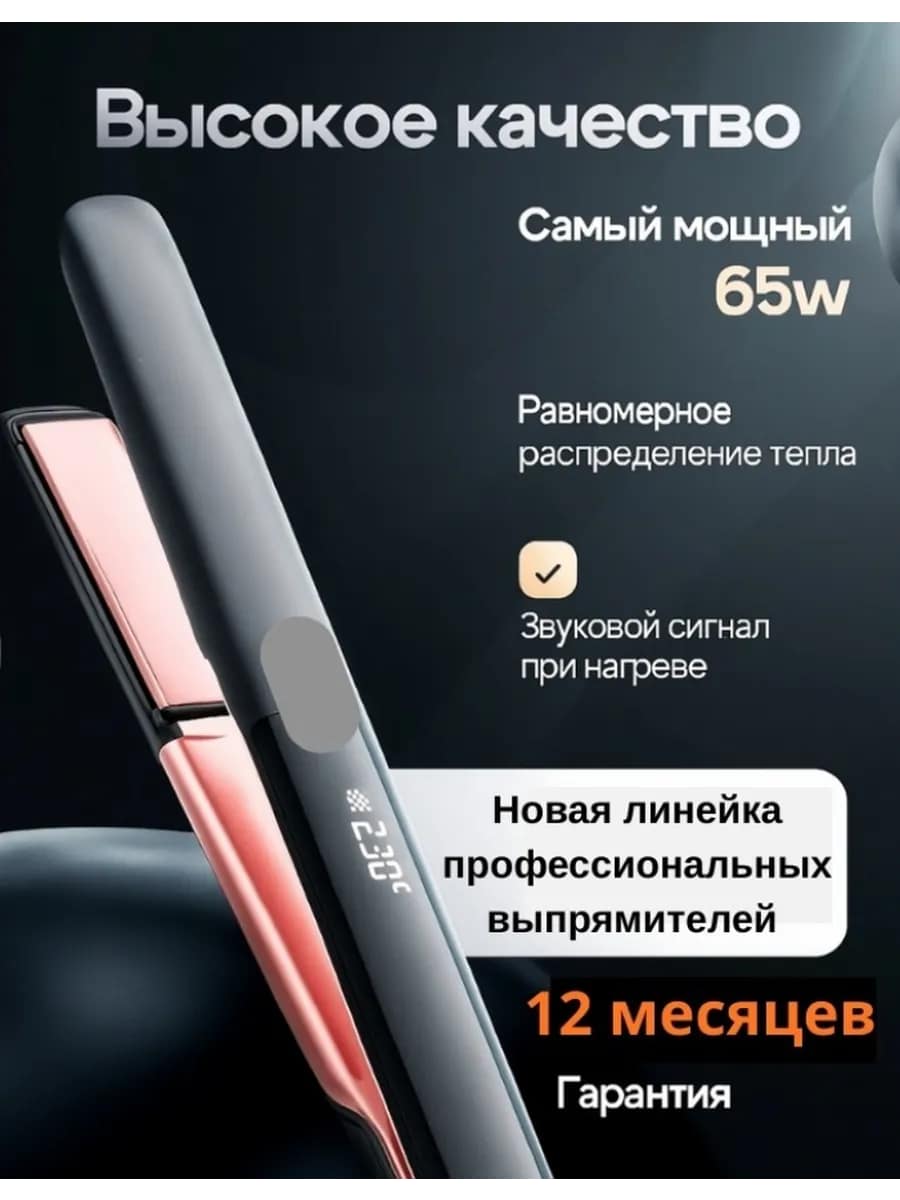 Высокое качество
Самый мощный
65w
Равномерное
распределение тепла
Звуковой сигнал
при нагреве
230°C
Новая линейка
профессиональных
выпрямителей
12 месяцев
Гарантия